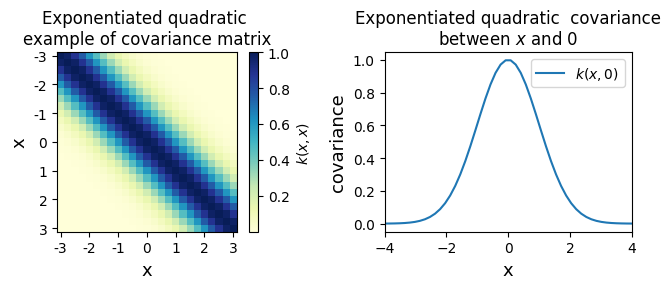 Exponentiated quadratic
example of covariance matrix
-3
-2
-1
0
1
2
3
x
-3 -2 -1 0 1 2 3
x
1.0
0.8
0.6
0.4
0.2
k(x, x)
Exponentiated quadratic  covariance
between x and 0
1.0
0.8
0.6
0.4
0.2
0.0
covariance
k(x, 0)
−4 −2 0 2 4
x